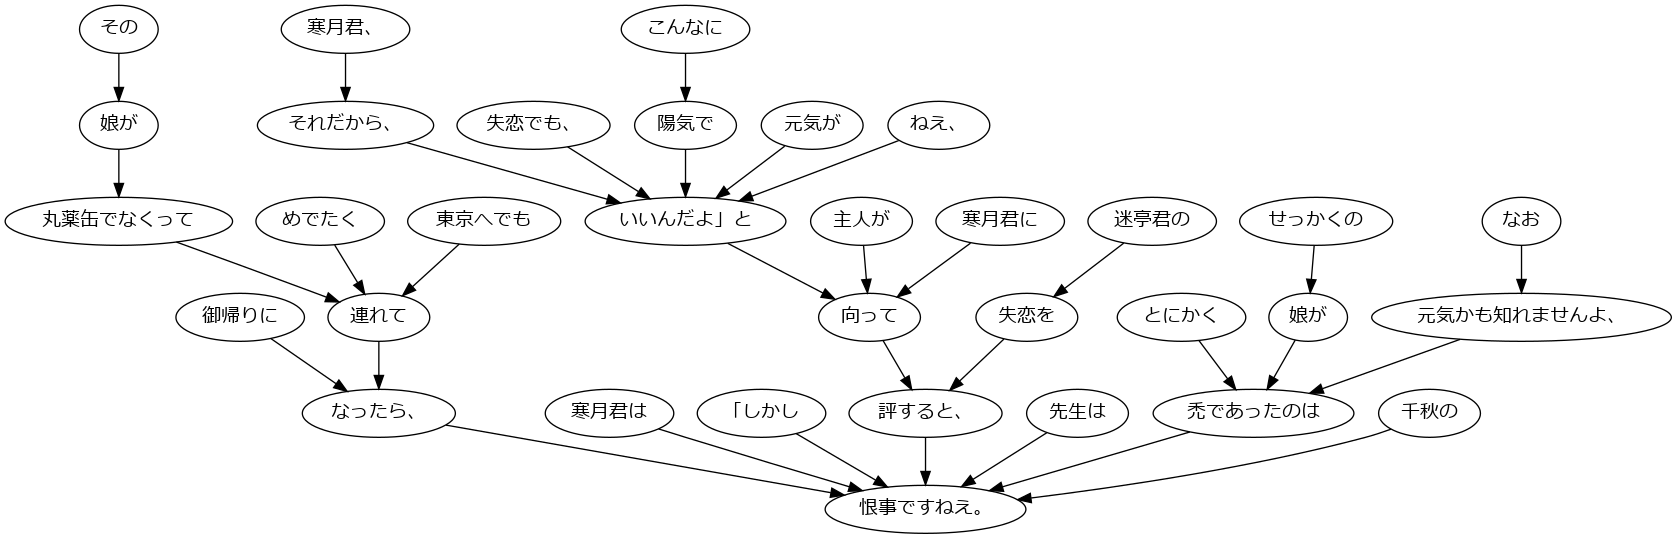 その
寒月君、
こんなに
娘が
それだから、
失恋でも、
陽気で
元気が
ねえ、
丸薬缶でなくって
めでたく
東京へでも
いいんだよ」と
主人が
寒月君に
迷亭君の
せっかくの
なお
御帰りに
連れて
向って
失恋を
とにかく
娘が
元気かも知れませんよ、
なったら、
寒月君は
「しかし
評すると、
先生は
禿であったのは
千秋の
恨事ですねえ。